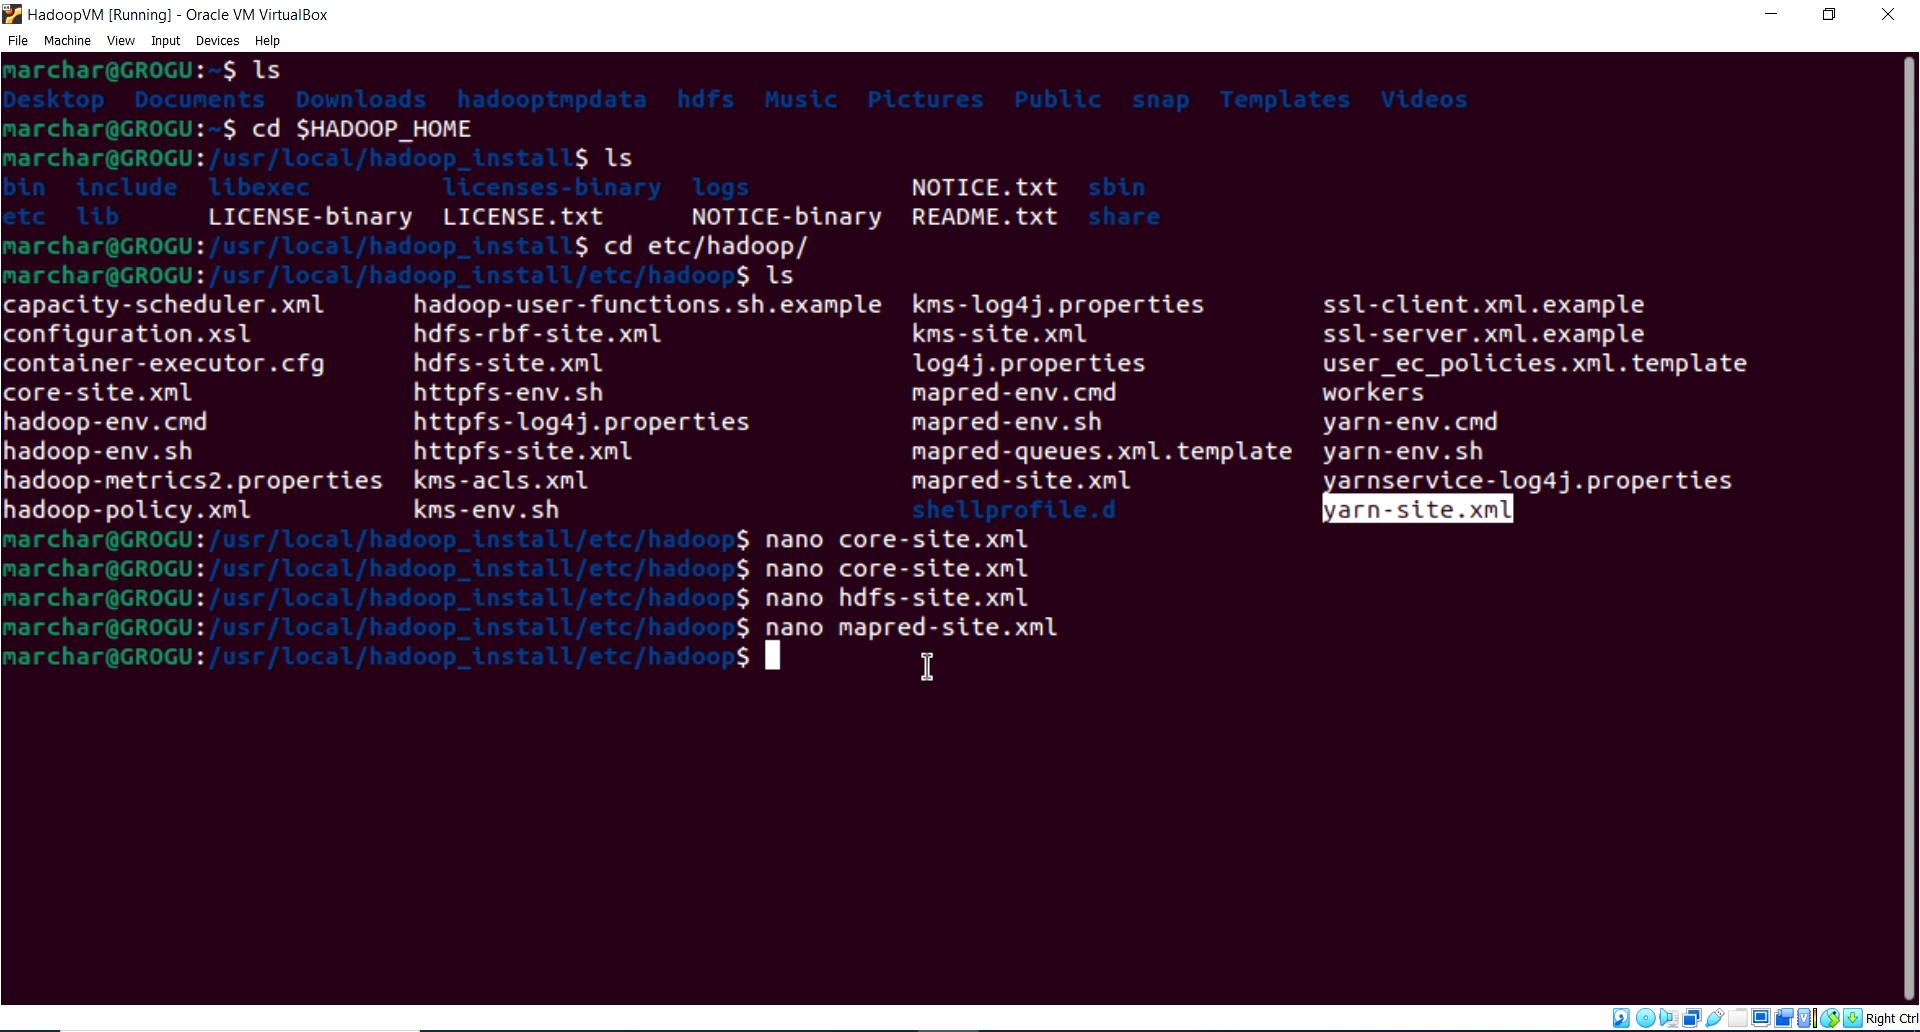 HadoopVM [Running] - Oracle VM VirtualBox
File Machine View Input Devices Help
marchar@GROGU:~$ ls
Desktop Documents Downloads hadooptmpdata hdfs Music Pictures Public snap Templates Videos
marchar@GROGU:~$ cd $HADOOP_HOME
marchar@GROGU:/usr/local/hadoop_install$ ls
bin include libexec licenses-binary logs NOTICE.txt sbin
etc lib LICENSE-binary LICENSE.txt NOTICE-binary README.txt share
marchar@GROGU:/usr/local/hadoop_install$ cd etc/hadoop/
marchar@GROGU:/usr/local/hadoop_install/etc/hadoop$ ls
capacity-scheduler.xml hadoop-user-functions.sh.example kms-log4j.properties ssl-client.xml.example
configuration.xsl hdfs-rbf-site.xml kms-site.xml ssl-server.xml.example
container-executor.cfg hdfs-site.xml log4j.properties user_ec_policies.xml.template
core-site.xml httpfs-env.sh mapred-env.cmd workers
hadoop-env.cmd httpfs-log4j.properties mapred-env.sh yarn-env.cmd
hadoop-env.sh httpfs-site.xml mapred-queues.xml.template yarn-env.sh
hadoop-metrics2.properties kms-acls.xml mapred-site.xml yarnservice-log4j.properties
hadoop-policy.xml kms-env.sh shellprofile.d yarn-site.xml
marchar@GROGU:/usr/local/hadoop_install/etc/hadoop$ nano core-site.xml
marchar@GROGU:/usr/local/hadoop_install/etc/hadoop$ nano core-site.xml
marchar@GROGU:/usr/local/hadoop_install/etc/hadoop$ nano hdfs-site.xml
marchar@GROGU:/usr/local/hadoop_install/etc/hadoop$ nano mapred-site.xml
marchar@GROGU:/usr/local/hadoop_install/etc/hadoop$
Right Ctrl